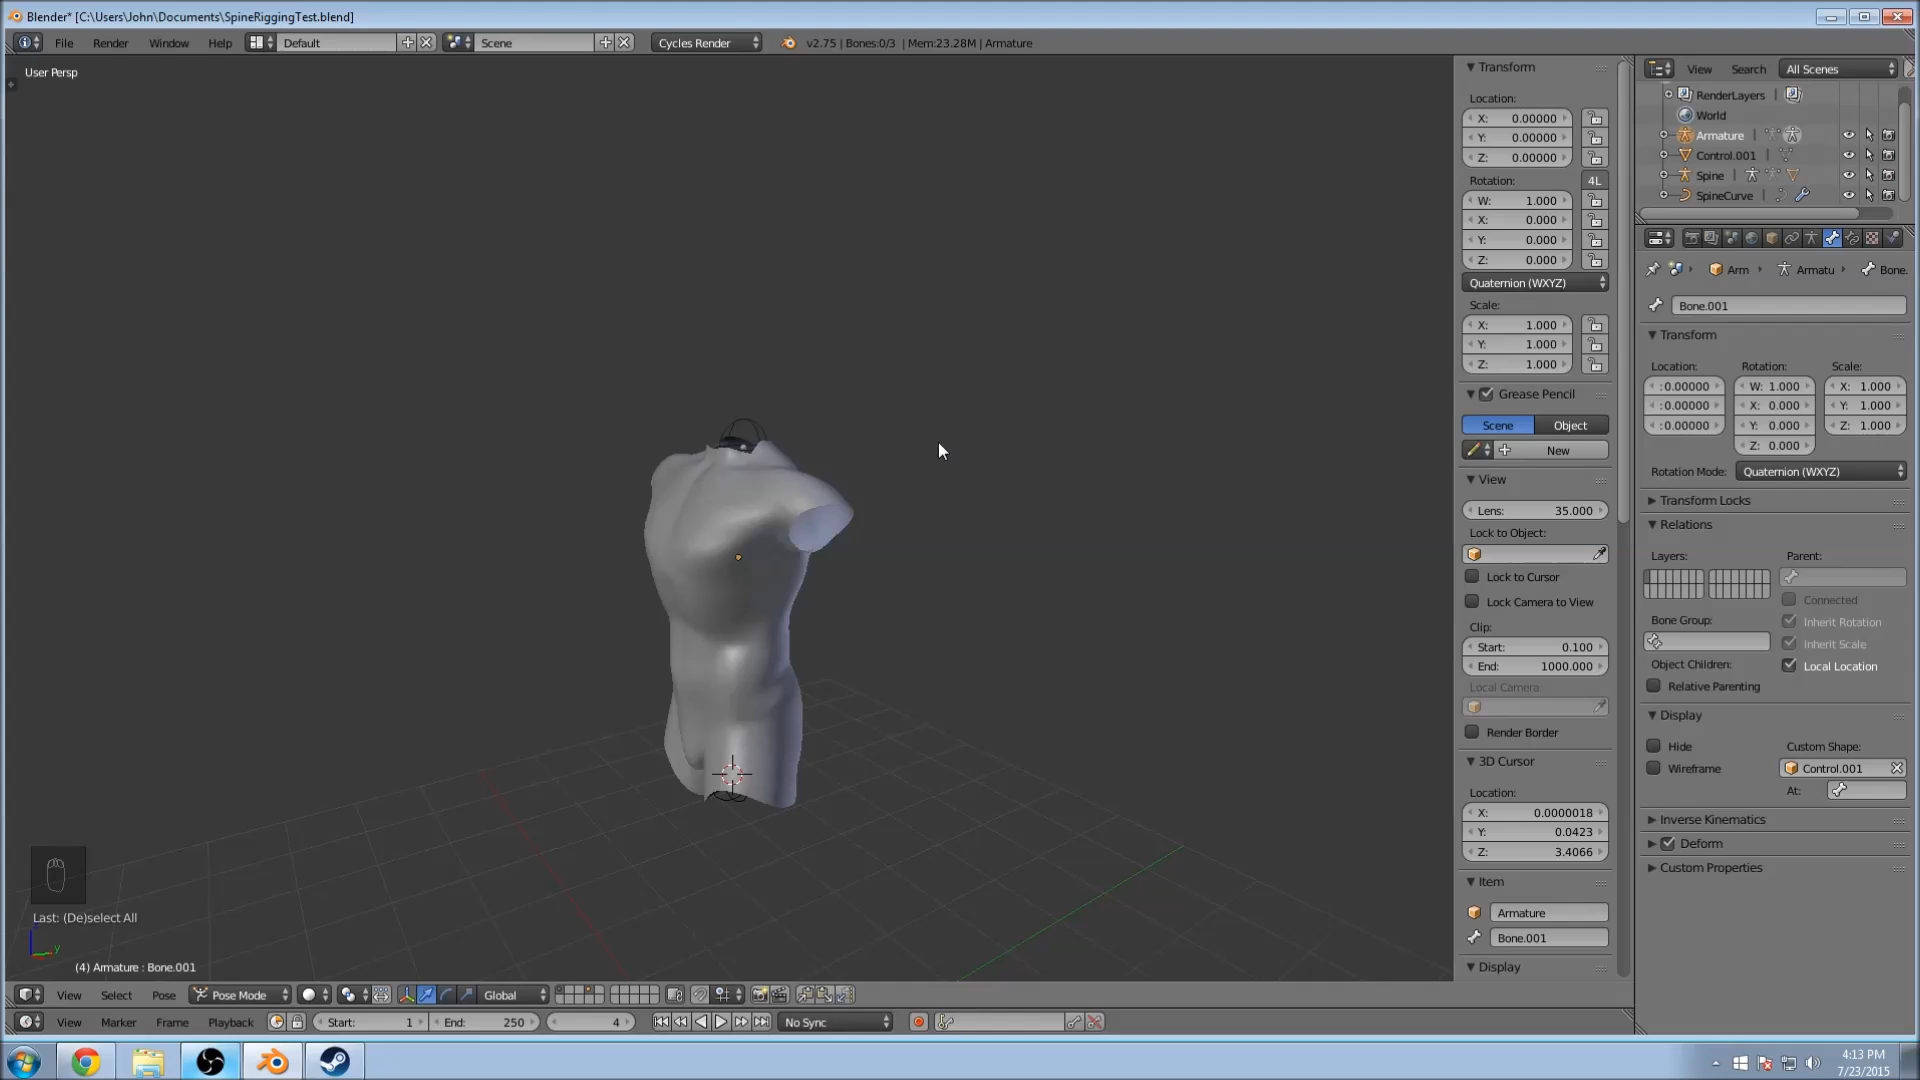 Blender* [C:\Users\John\Documents\SpineRiggingTest.blend]
File Render Window Help Default Scene Cycles Render v2.75 | Bones:0/3 | Mem:23.28M | Armature
User Persp
Transform
Location:
X: 0.00000
Y: 0.00000
Z: 0.00000
Rotation: 4L
W: 1.000
X: 0.000
Y: 0.000
Z: 0.000
Quaternion (WXYZ)
Scale:
X: 1.000
Y: 1.000
Z: 1.000
Grease Pencil
Scene Object
New
View
Lens: 35.000
Lock to Object:
Lock to Cursor
Lock Camera to View
Clip:
Start: 0.100
End: 1000.000
Local Camera:
Render Border
3D Cursor
Location:
X: 0.0000018
Y: 0.0423
Z: 3.4066
Item
Armature
Bone.001
Display
View Search All Scenes
RenderLayers |
World
Armature |
Control.001 |
Spine |
SpineCurve |
Arm Armatu Bone.
Bone.001
Transform
Location: Rotation: Scale:
:0.00000 W: 1.000 X: 1.000
:0.00000 X: 0.000 Y: 1.000
:0.00000 Y: 0.000 Z: 1.000
Z: 0.000
Rotation Mode: Quaternion (WXYZ)
Transform Locks
Relations
Layers: Parent:
Connected
Bone Group: Inherit Rotation
Inherit Scale
Object Children: Local Location
Relative Parenting
Display
Hide Custom Shape:
Wireframe Control.001
At:
Inverse Kinematics
Deform
Custom Properties
Last: (De)select All
y
(4) Armature : Bone.001
View Select Pose Pose Mode Global
View Marker Frame Playback Start: 1 End: 250 4 No Sync
4:13 PM
7/23/2015